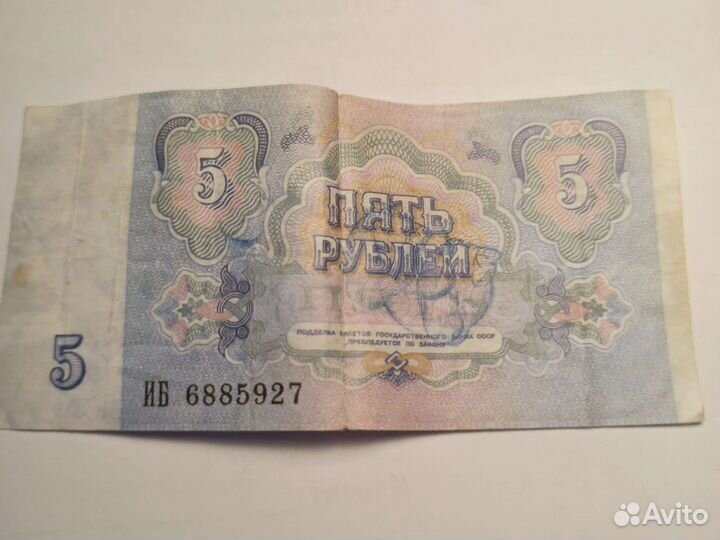 5
5
ПЯТЬ
РУБЛЕЙ
ПОДДЕЛКА БИЛЕТОВ ГОСУДАРСТВЕННОГО БАНКА СССР
ПРЕСЛЕДУЕТСЯ ПО ЗАКОНУ
5
ИБ 6885927
Avito